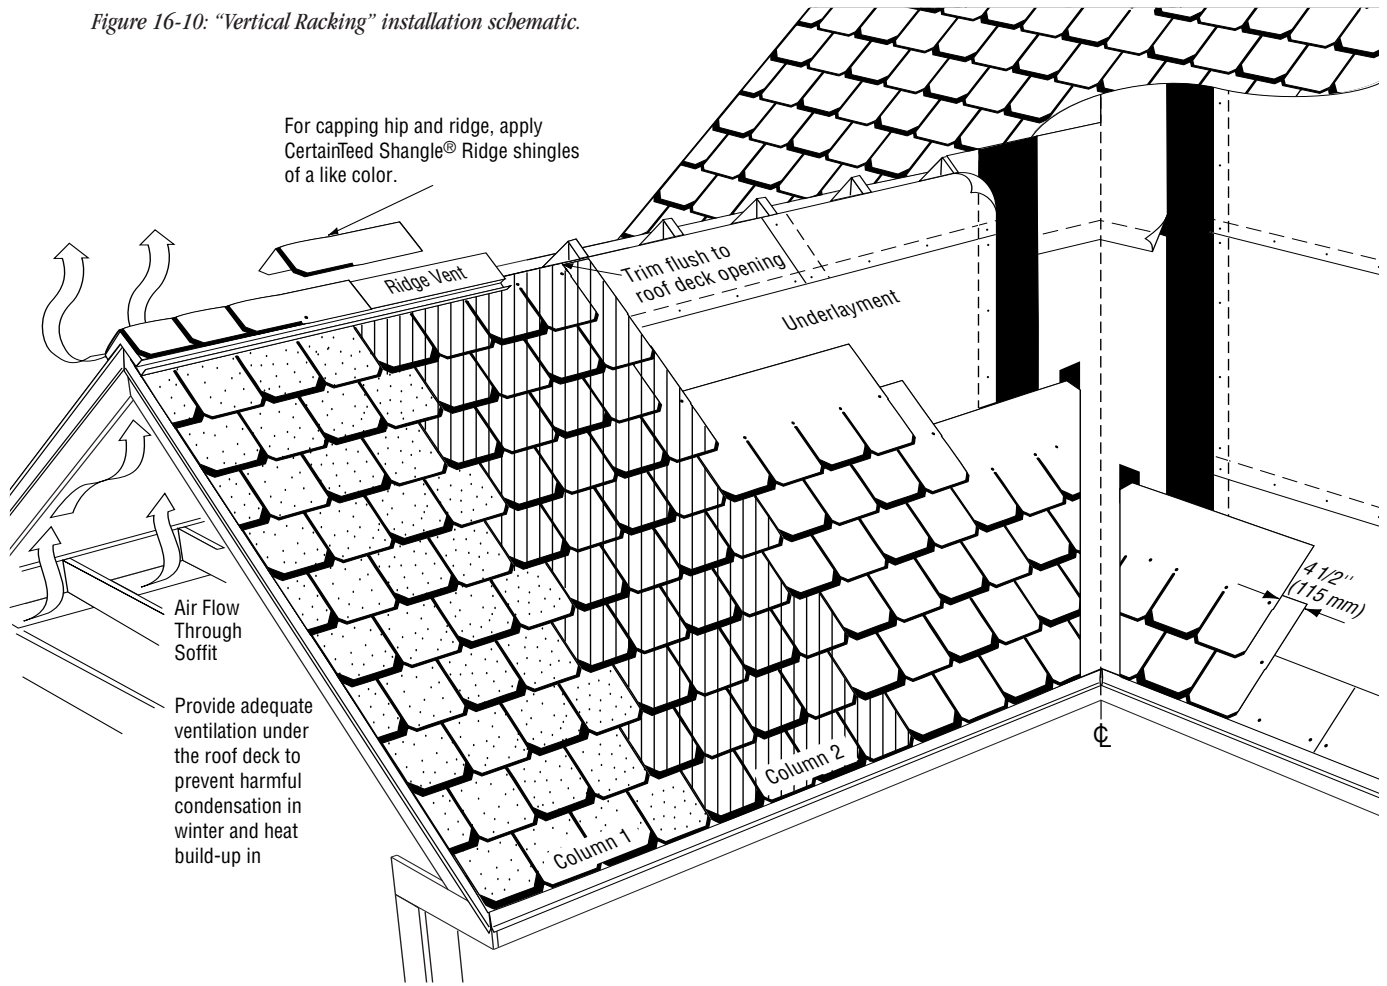 Figure 16-10: “Vertical Racking” installation schematic.
For capping hip and ridge, apply
CertainTeed Shangle® Ridge shingles
of a like color.
Ridge Vent
Trim flush to
roof deck opening
Underlayment
4 1/2''
(115 mm)
Air Flow
Through
Soffit
Provide adequate
ventilation under
the roof deck to
prevent harmful
condensation in
winter and heat
build-up in
Column 1
Column 2
℄